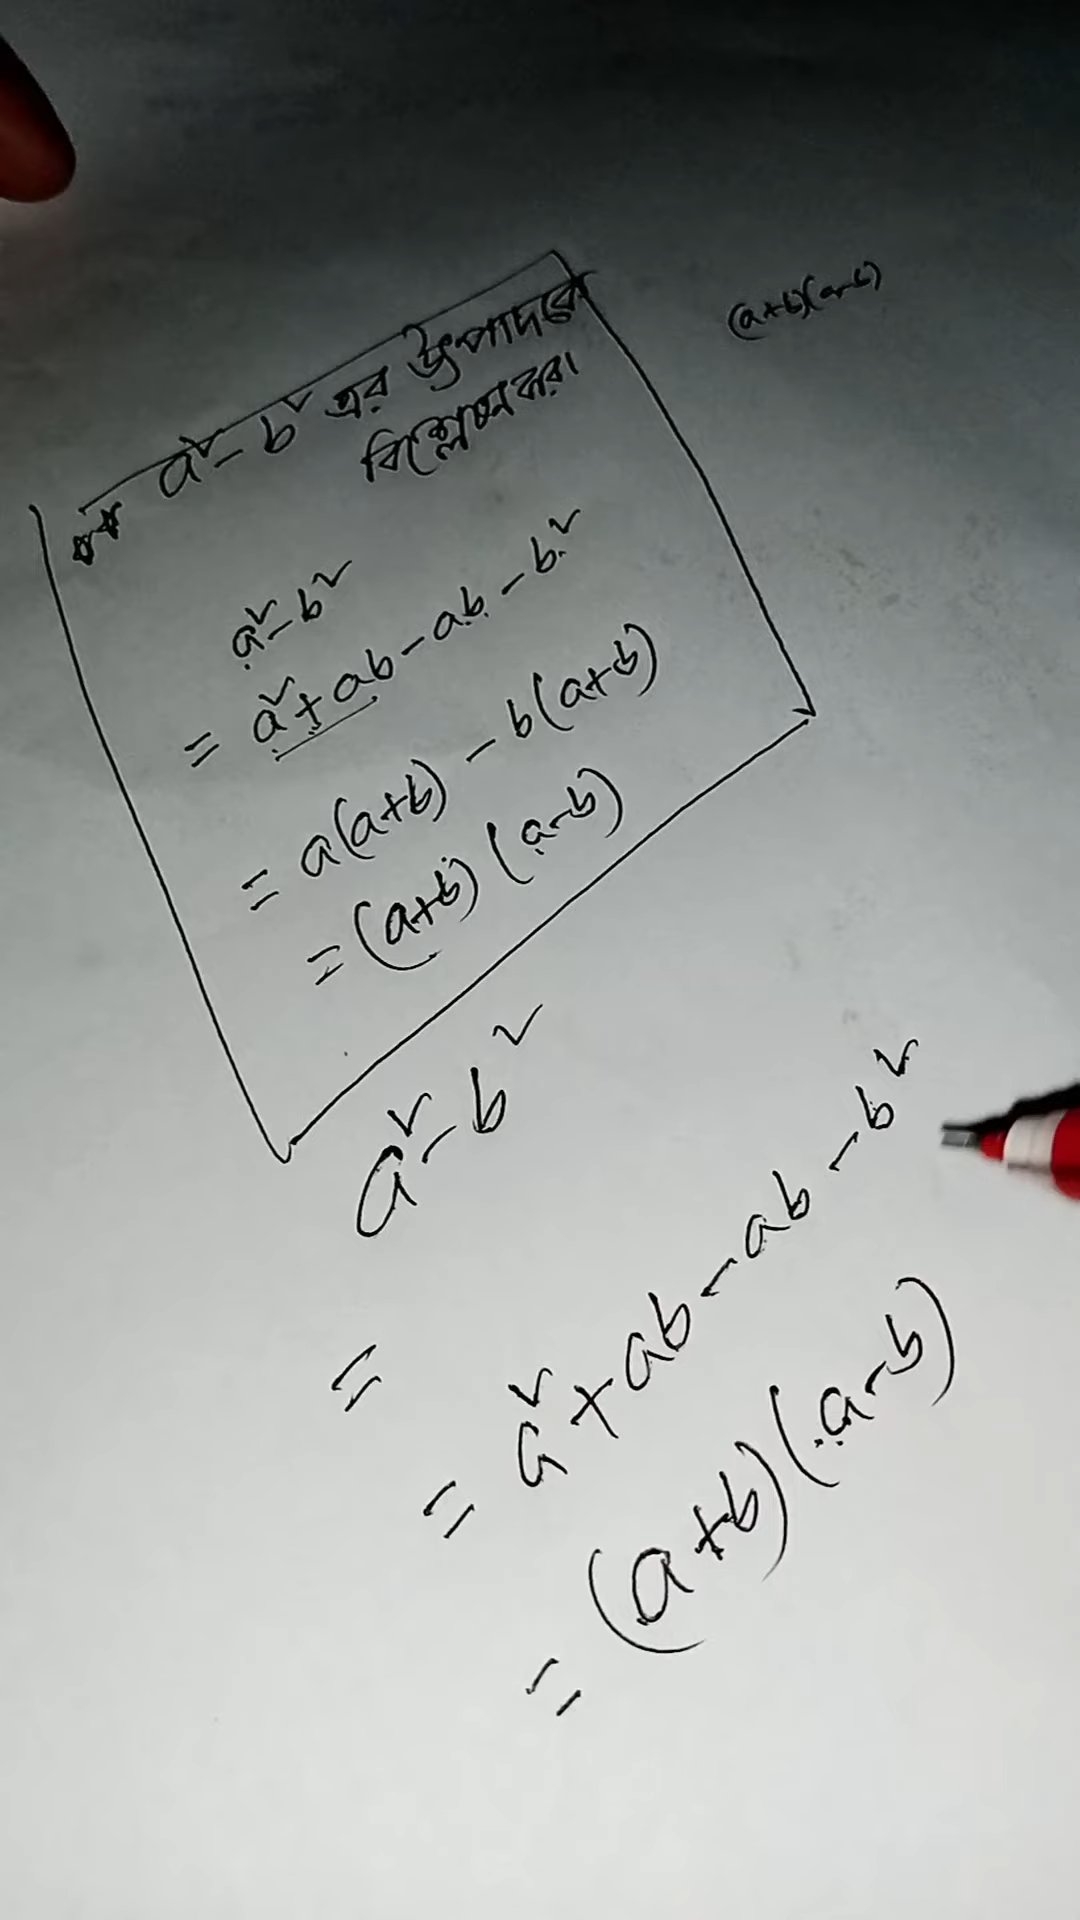 (a+b)(a-b)
** a² - b² এর উৎপাদকে
বিশ্লেষণ কর।
a² - b²
= a² + ab - ab - b²
= a(a+b) - b(a+b)
= (a+b) (a-b)
a² - b²
=
= a² + ab - ab - b²
= (a+b) (a-b)